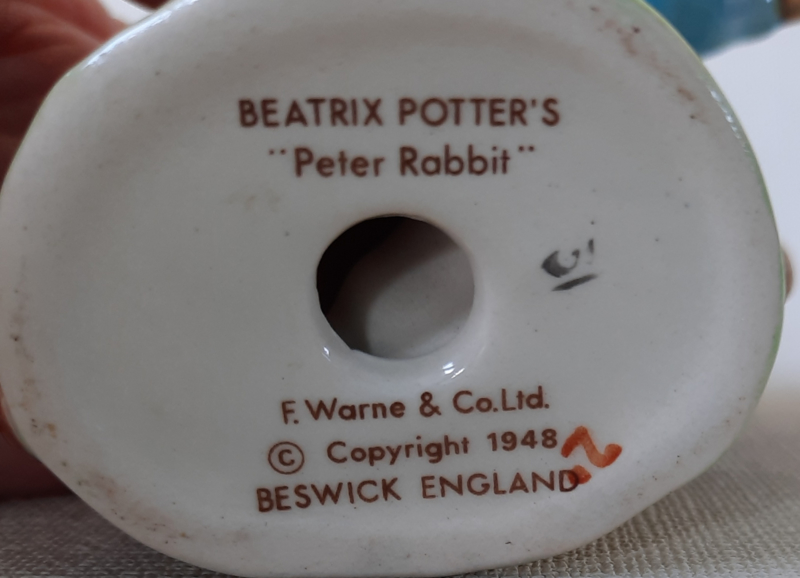 BEATRIX POTTER'S
"Peter Rabbit"
F. Warne & Co. Ltd.
© Copyright 1948
BESWICK ENGLAND